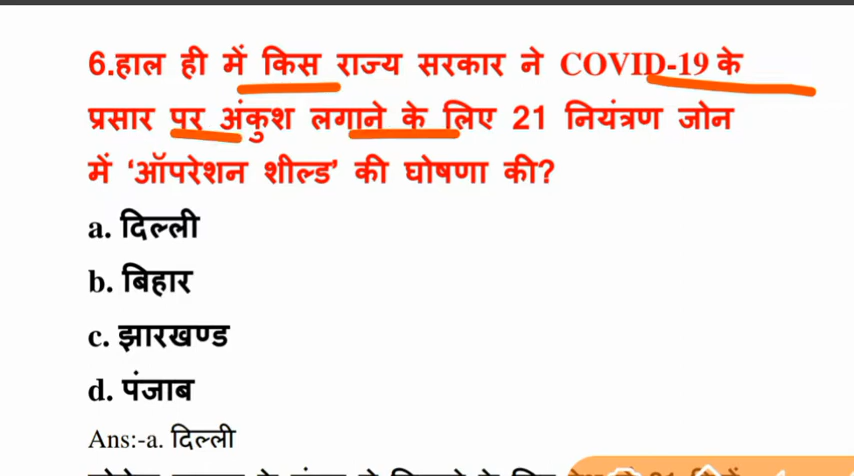 6.हाल ही में किस राज्य सरकार ने COVID-19 के
प्रसार पर अंकुश लगाने के लिए 21 नियंत्रण जोन
में ‘ऑपरेशन शील्ड’ की घोषणा की?
a. दिल्ली
b. बिहार
c. झारखण्ड
d. पंजाब
Ans:-a. दिल्ली